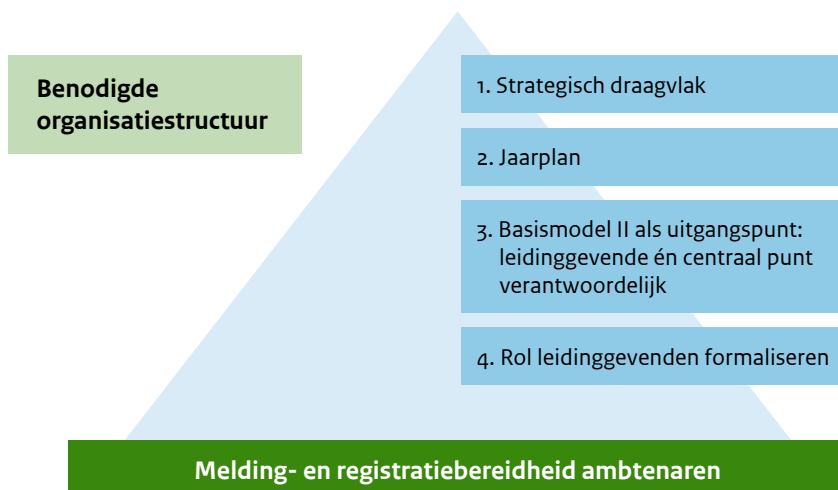 Benodigde
organisatiestructuur
1. Strategisch draagvlak
2. Jaarplan
3. Basismodel II als uitgangspunt:
leidinggevende én centraal punt
verantwoordelijk
4. Rol leidinggevenden formaliseren
Melding- en registratiebereidheid ambtenaren